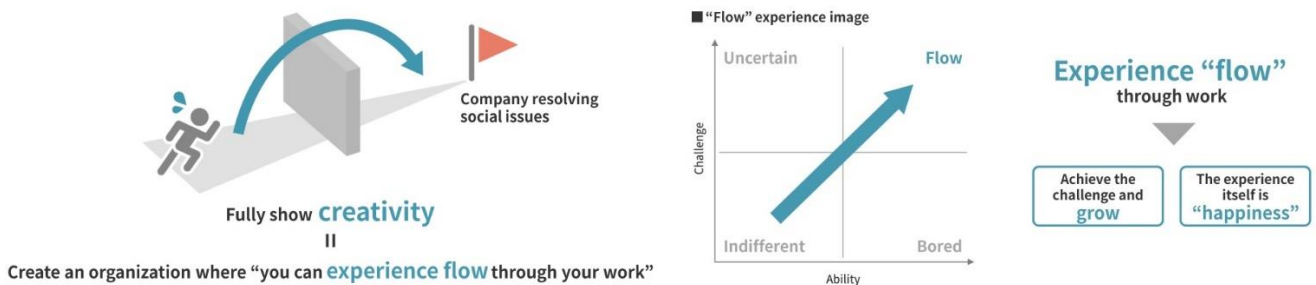 Company resolving
social issues
Fully show creativity
=
Create an organization where “you can experience flow through your work”
■ “Flow” experience image
Uncertain
Flow
Challenge
Indifferent
Bored
Ability
Experience “flow”
through work
Achieve the
challenge and
grow
The experience
itself is
“happiness”